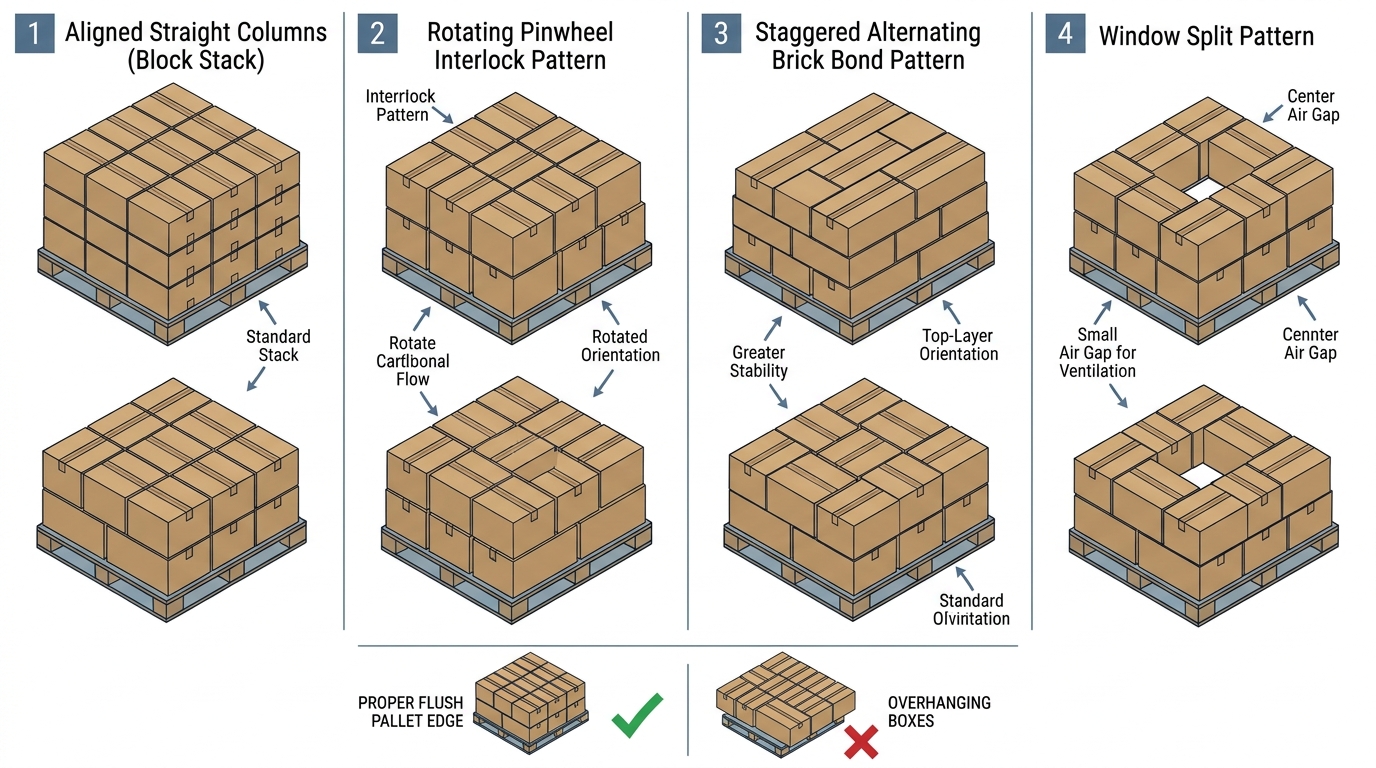 1
Aligned Straight Columns
(Block Stack)
Standard
Stack
2
Rotating Pinwheel
Interlock Pattern
Interrlock
Pattern
Rotate
Carflbonal
Flow
Rotated
Orientation
3
Staggered Alternating
Brick Bond Pattern
Greater
Stability
Top-Layer
Orientation
Standard
Olvintation
4
Window Split Pattern
Center
Air Gap
Small
Air Gap for
Ventilation
Cennter
Air Gap
PROPER FLUSH
PALLET EDGE
OVERHANGING
BOXES